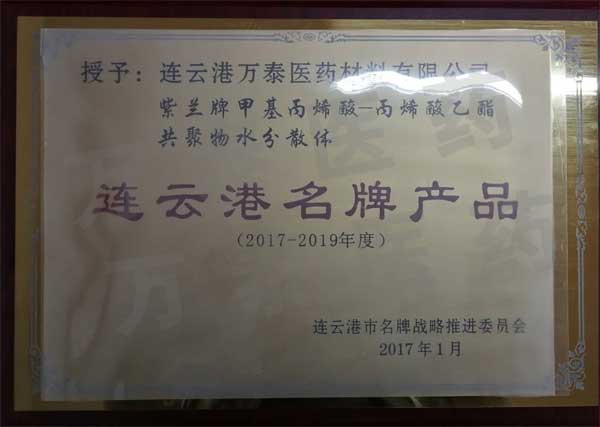 授予：连云港万泰医药材料有限公司
紫兰牌甲基丙烯酸—丙烯酸乙酯
共聚物水分散体
连云港名牌产品
(2017-2019年度)
连云港市名牌战略推进委员会
2017年1月